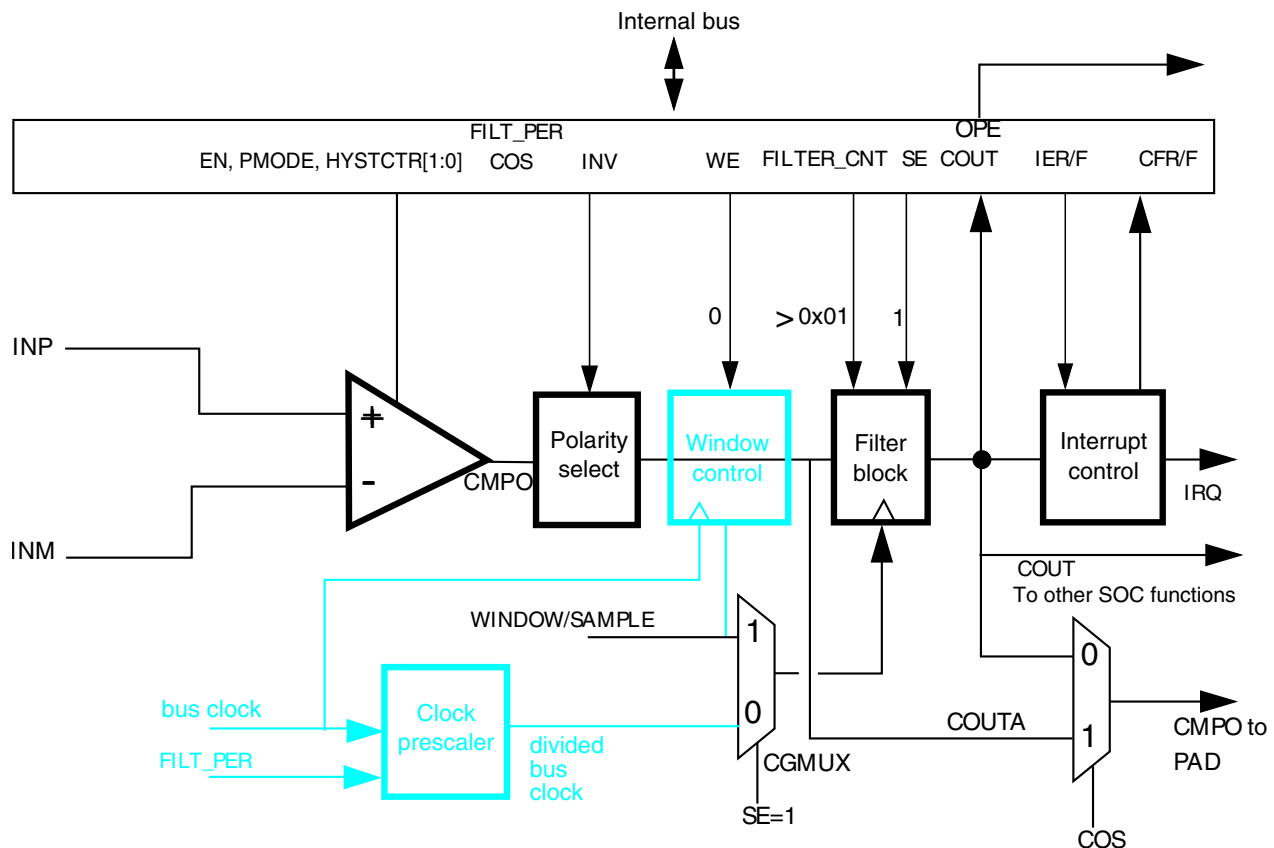 Internal bus
FILT_PER
OPE
EN, PMODE, HYSTCTR[1:0]
COS
INV
WE
FILTER_CNT
SE
COUT
IER/F
CFR/F
0
> 0x01
1
INP
+
-
INM
CMPO
Polarity
select
Window
control
Filter
block
Interrupt
control
IRQ
COUT
To other SOC functions
WINDOW/SAMPLE
1
0
0
1
bus clock
FILT_PER
Clock
prescaler
divided
bus
clock
CGMUX
SE=1
COUTA
CMPO to
PAD
COS